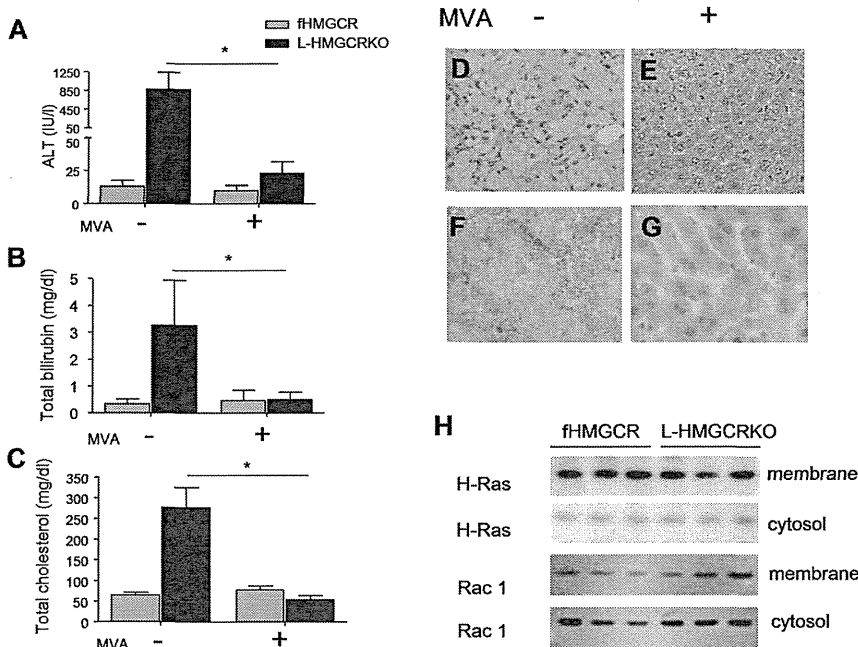 A
fHMGCR
L-HMGCRKO
*
1250
850
450
50
50
25
0
ALT (IU/l)
MVA - +
B
*
5
4
3
2
1
0
Total bilirubin (mg/dl)
MVA - +
C
*
350
300
250
200
150
100
50
0
Total cholesterol (mg/dl)
MVA - +
MVA - +
D
E
F
G
H
fHMGCR L-HMGCRKO
H-Ras membrane
H-Ras cytosol
Rac 1 membrane
Rac 1 cytosol